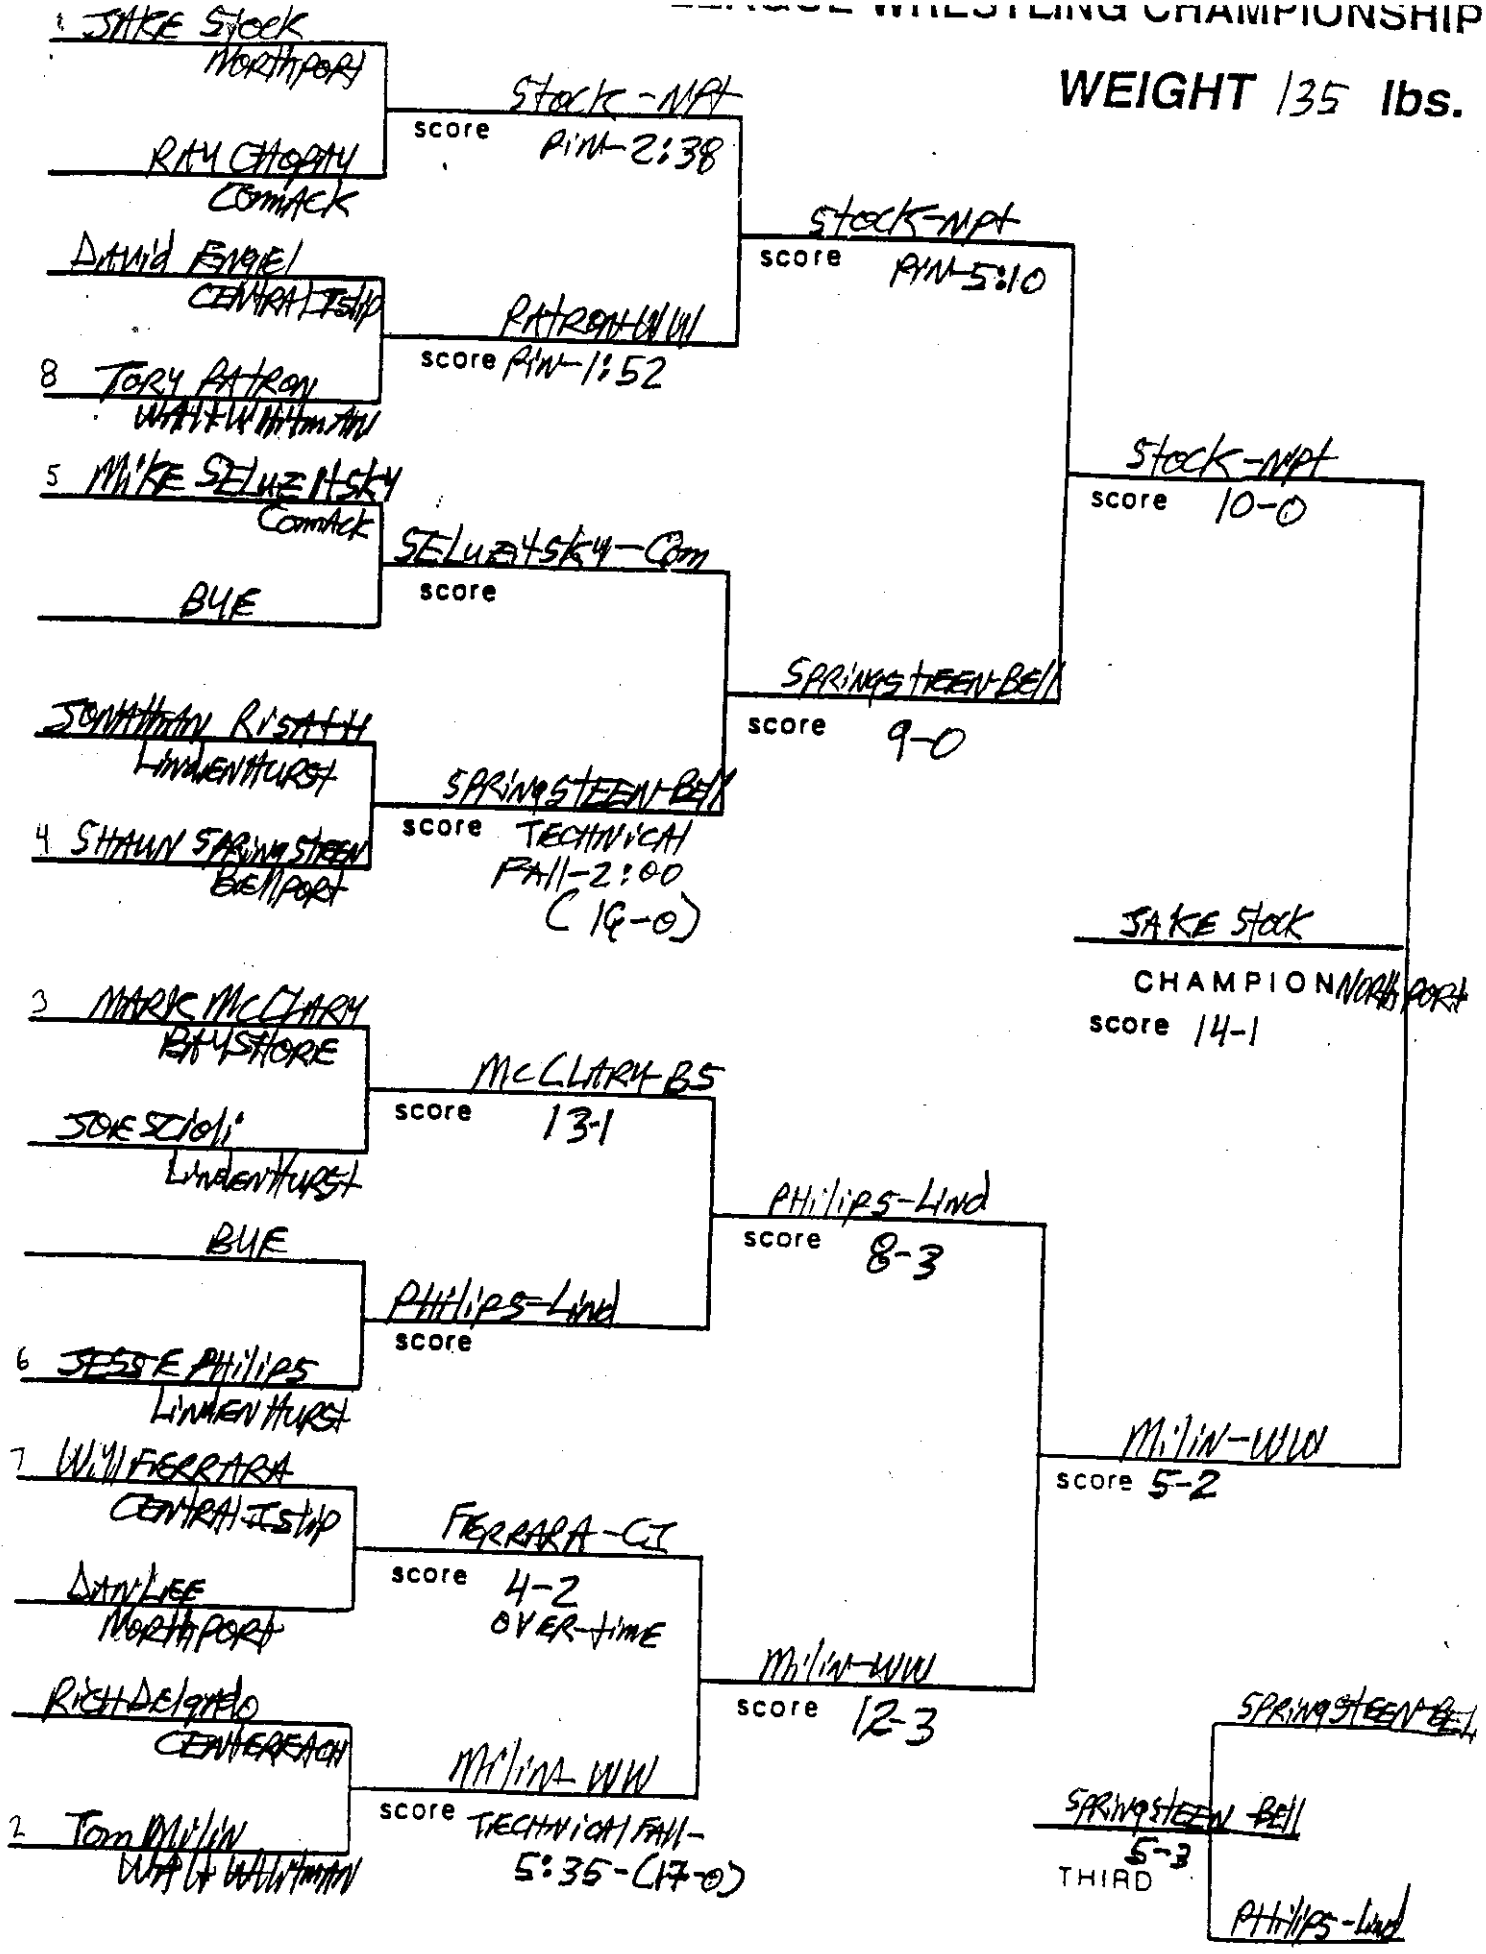 LEAGUE WRESTLING CHAMPIONSHIP
WEIGHT 135 lbs.
1 JAKE Stock
NorthPort
RAY CHOPAY
COMMACK
Stock-NPt
score PIN-2:38
DAVid ENGEL
CENTRAL ISlip
8 TORY PATRON
WALT WHITMAN
PATRON-WW
score PIN-1:52
Stock-NPt
score PIN-5:10
5 MIKE SELUZITSKY
ComAck
BYE
SELUZITSKY-Com
score
JONATHAN RISATH
LINDENHURST
4 SHAUN SPRINGSTEEN
BEllPORT
SPRINGSTEEN-BEll
score TECHNICAl
FAll-2:00
(16-0)
SPRINGSTEEN-BEll
score 9-0
Stock-NPt
score 10-0
3 MARK McCLARY
BAYSHORE
JOE SCIOli
LINDENHURST
McCLARY-BS
score 13-1
BYE
6 JESSE PHILIPS
LINDENHURST
PHILIPS-Lind
score
PHILIPS-Lind
score 8-3
7 Will FERRARA
CENTRAl ISlip
DAN LEE
NORTHPORT
FERRARA-CI
score 4-2
OVER-timE
RICH DElgADO
CENTEREACH
2 Tom MILIN
WALT WHITMAN
MILIN-WW
score TECHNICAl FAll-
5:35-(17-0)
MILIN-WW
score 12-3
MILIN-WW
score 5-2
JAKE Stock
CHAMPION NORTHPORT
score 14-1
SPRINGSTEEN-BEL
SPRINGSTEEN-BEll
5-3
THIRD
PHILIPS-Lind